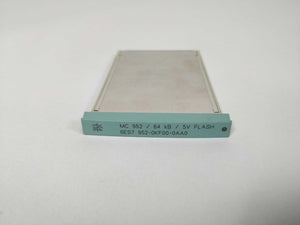 MC 952 / 64 kB / 5V FLASH
6ES7 952-0KF00-0AA0